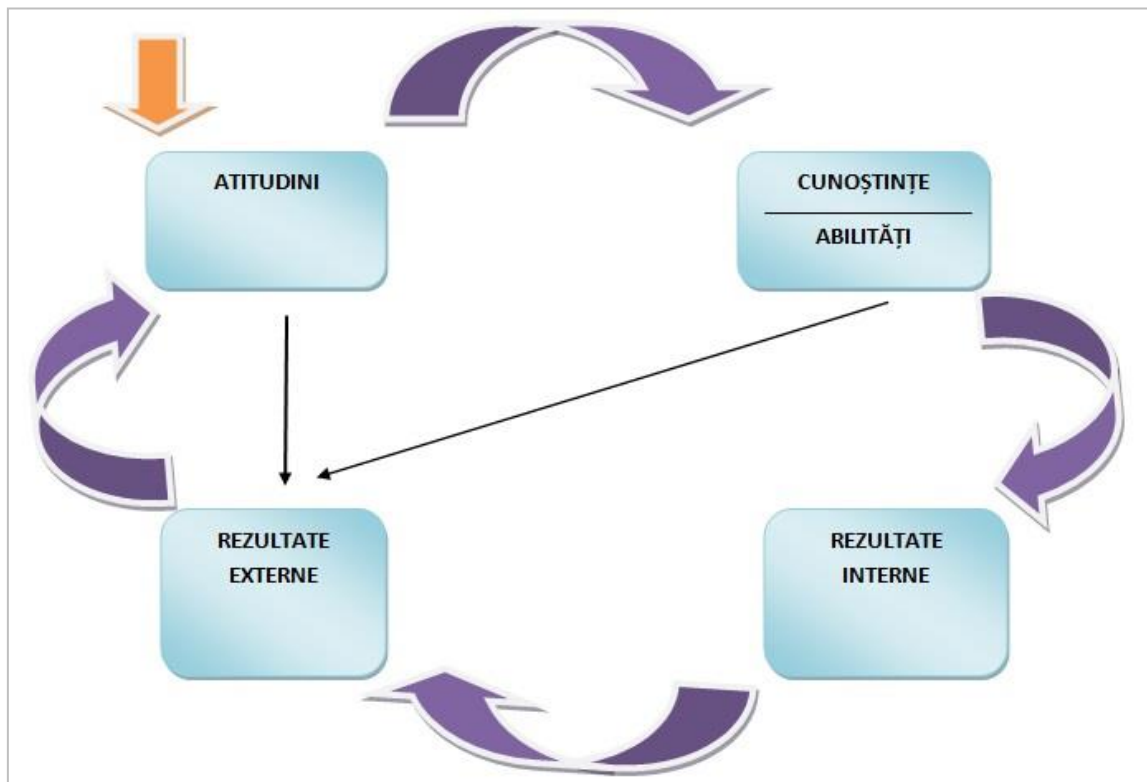 ATITUDINI
CUNOȘTINȚE
ABILITĂȚI
REZULTATE
EXTERNE
REZULTATE
INTERNE